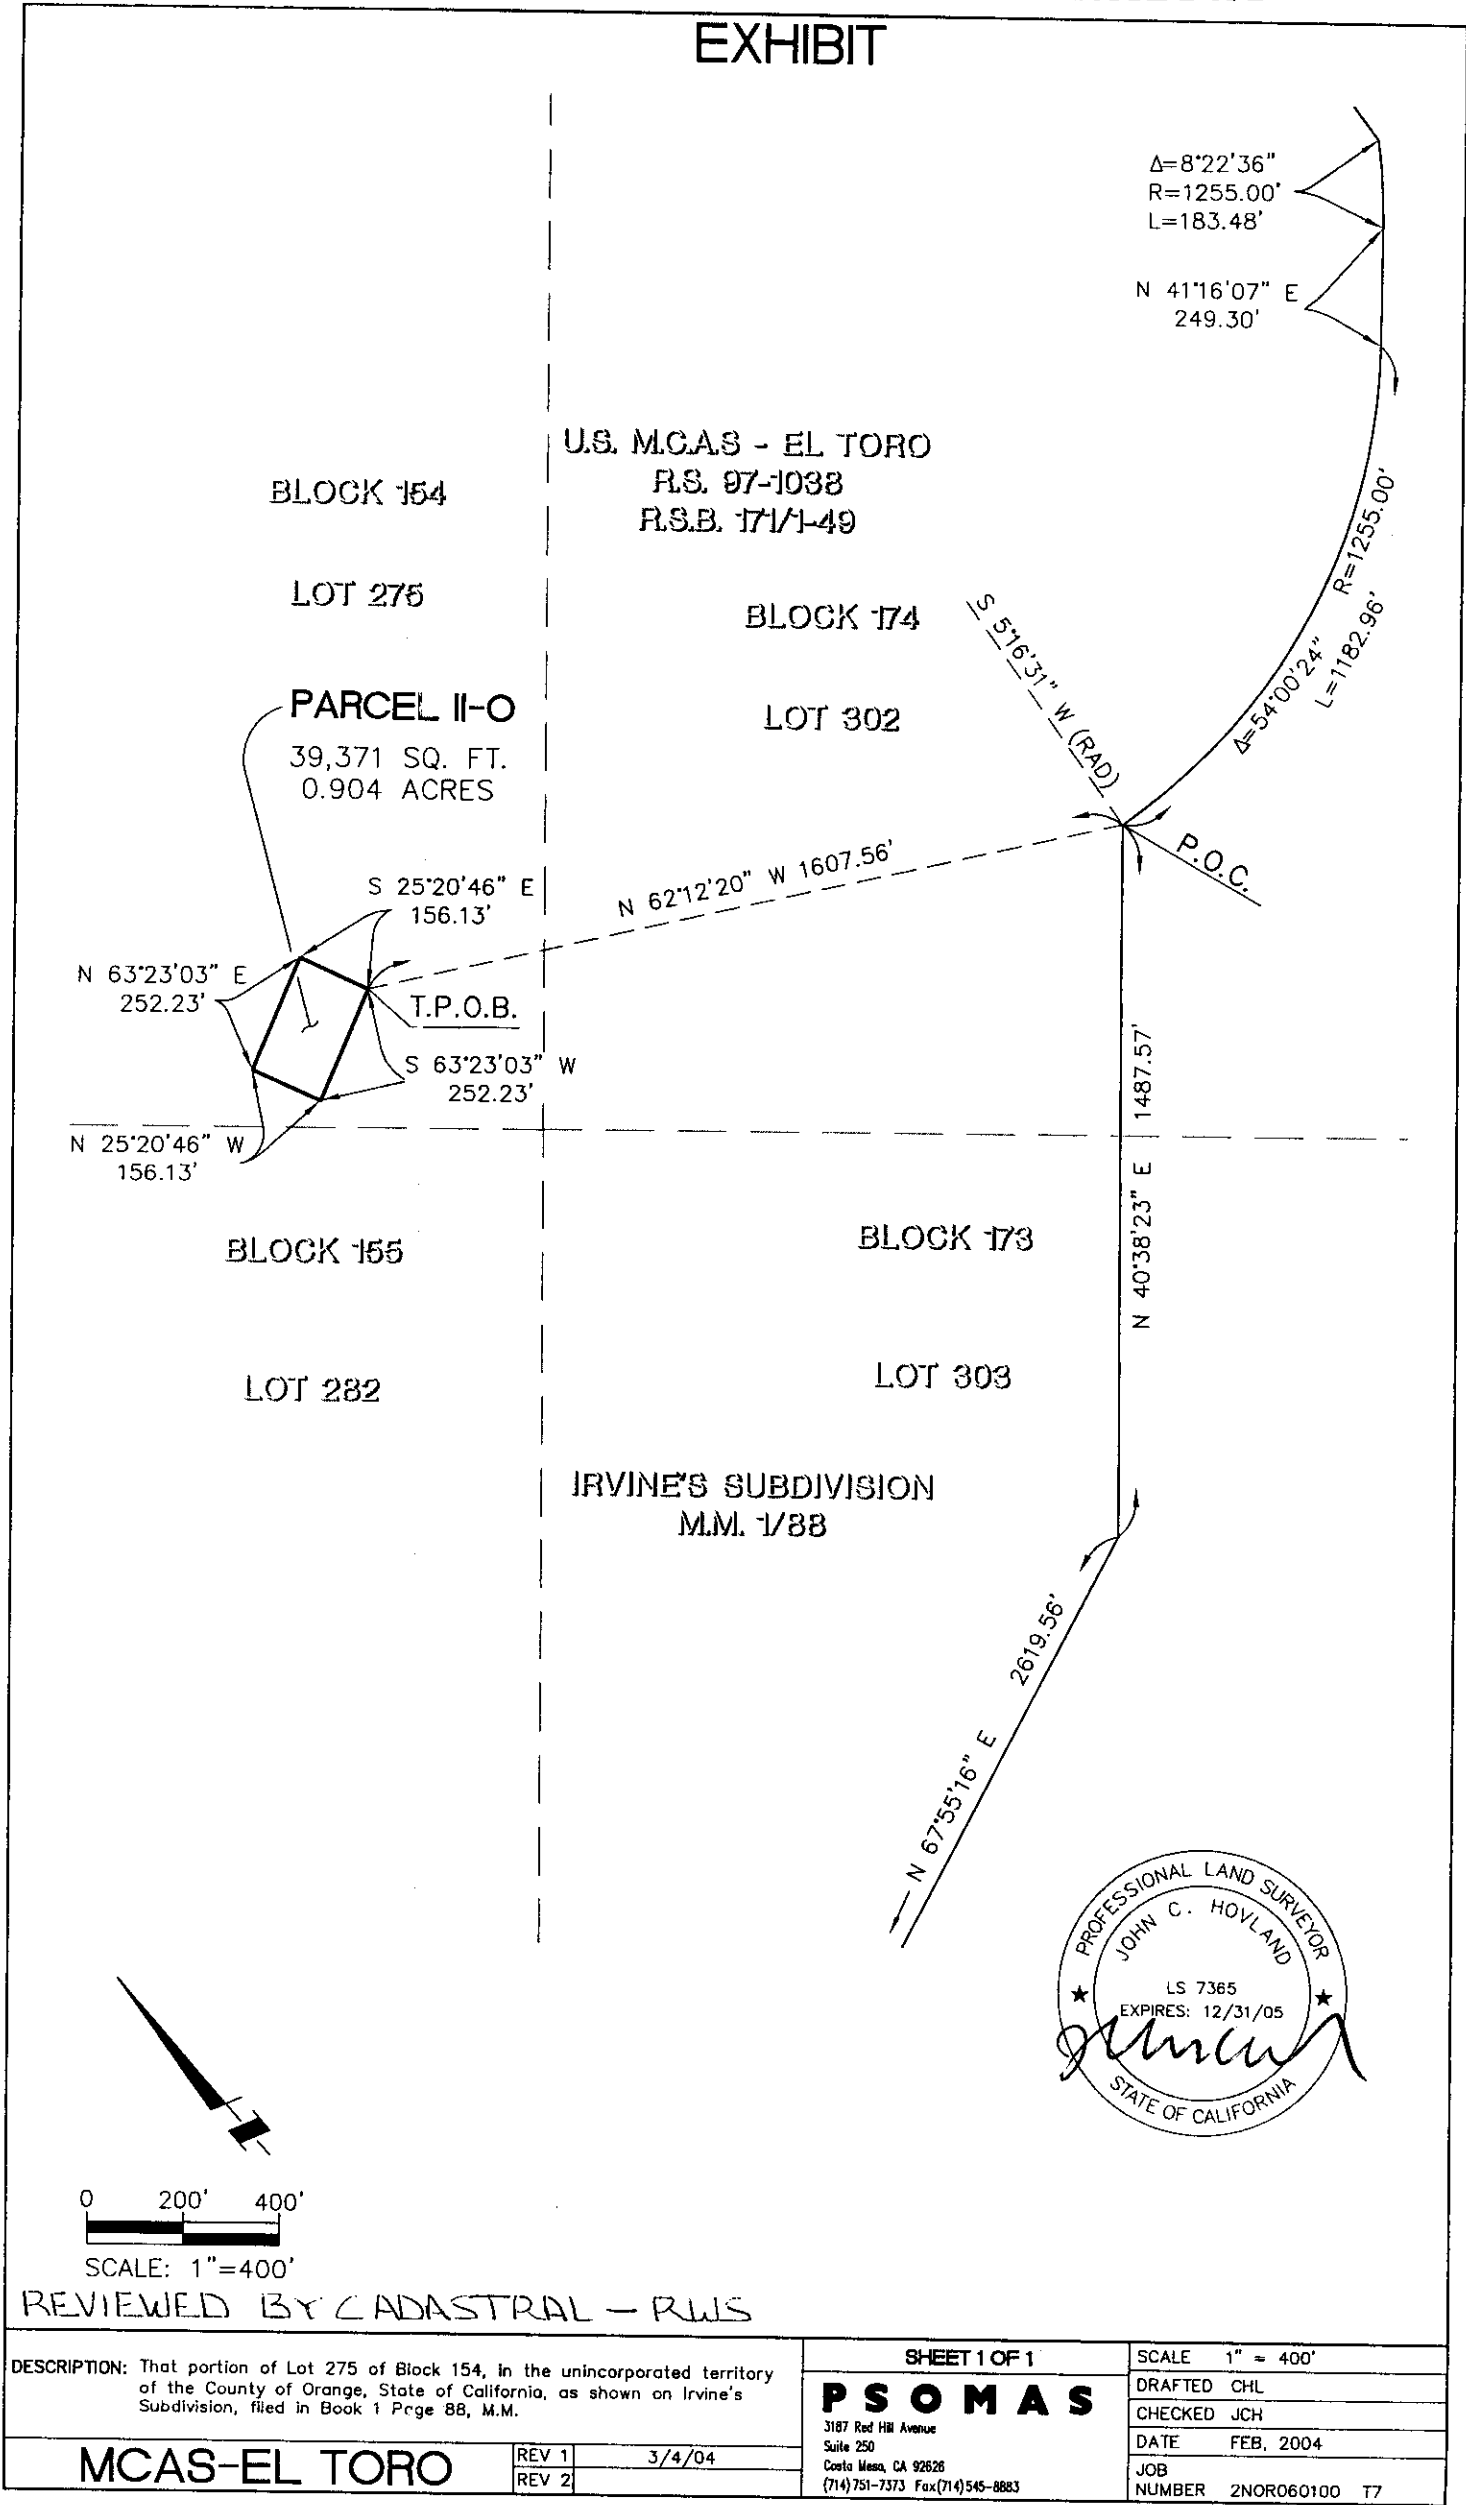 EXHIBIT
Δ=8°22'36"
R=1255.00'
L=183.48'
N 41°16'07" E
249.30'
U.S. M.C.A.S - EL TORO
R.S. 97-1038
R.S.B. 171/1-49
BLOCK 154
LOT 275
BLOCK 174
LOT 302
R=1255.00'
Δ=54°00'24"
L=1182.96'
S 5°16'31" W (RAD)
PARCEL II-O
39,371 SQ. FT.
0.904 ACRES
P.O.C.
N 62°12'20" W 1607.56'
S 25°20'46" E
156.13'
N 63°23'03" E
252.23'
T.P.O.B.
S 63°23'03" W
252.23'
N 25°20'46" W
156.13'
N 40°38'23" E 1487.57'
BLOCK 155
BLOCK 173
LOT 282
LOT 303
IRVINE'S SUBDIVISION
M.M. 1/88
N 67°55'16" E 2619.56'
PROFESSIONAL LAND SURVEYOR
JOHN C. HOVLAND
LS 7365
EXPIRES: 12/31/05
STATE OF CALIFORNIA
0 200' 400'
SCALE: 1"=400'
REVIEWED BY CADASTRAL - RWS
DESCRIPTION: That portion of Lot 275 of Block 154, in the unincorporated territory
of the County of Orange, State of California, as shown on Irvine's
Subdivision, filed in Book 1 Page 88, M.M.
MCAS-EL TORO
REV 1 3/4/04
REV 2
SHEET 1 OF 1
PSOMAS
3187 Red Hill Avenue
Suite 250
Costa Mesa, CA 92626
(714)751-7373 Fax(714)545-8883
SCALE 1" = 400'
DRAFTED CHL
CHECKED JCH
DATE FEB, 2004
JOB
NUMBER 2NOR060100 T7